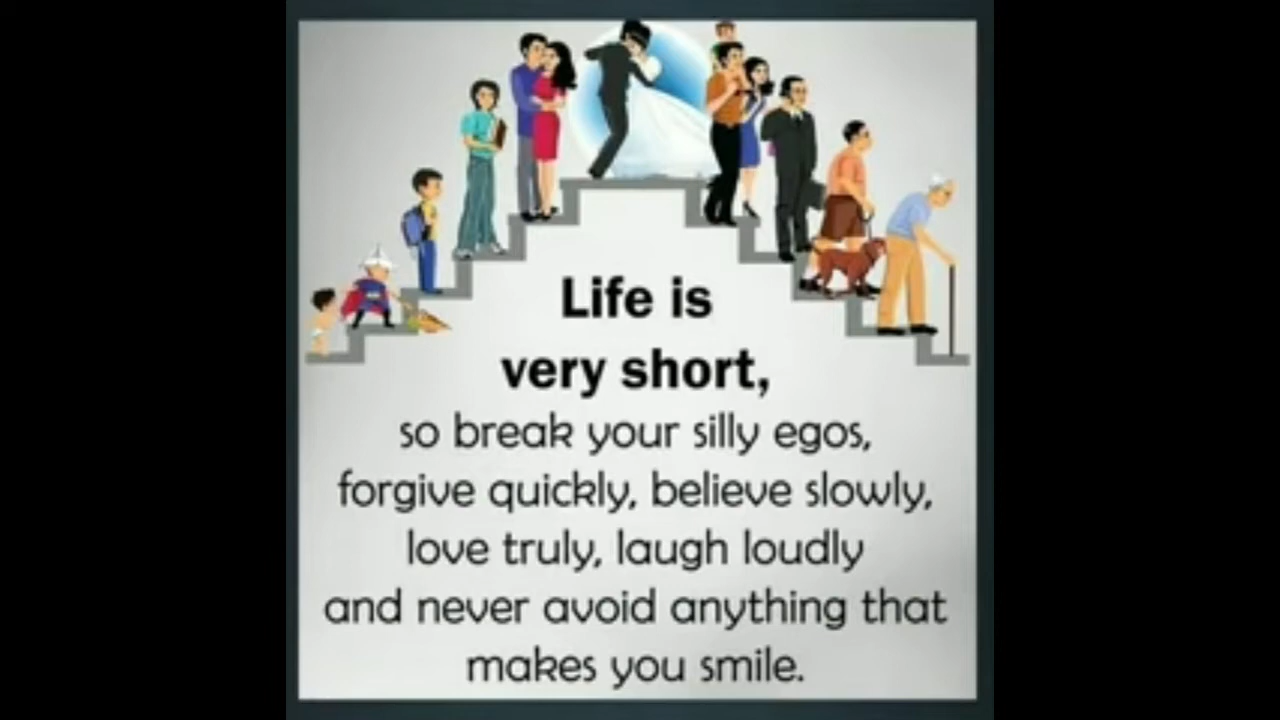 Life is
very short,
so break your silly egos,
forgive quickly, believe slowly,
love truly, laugh loudly
and never avoid anything that
makes you smile.